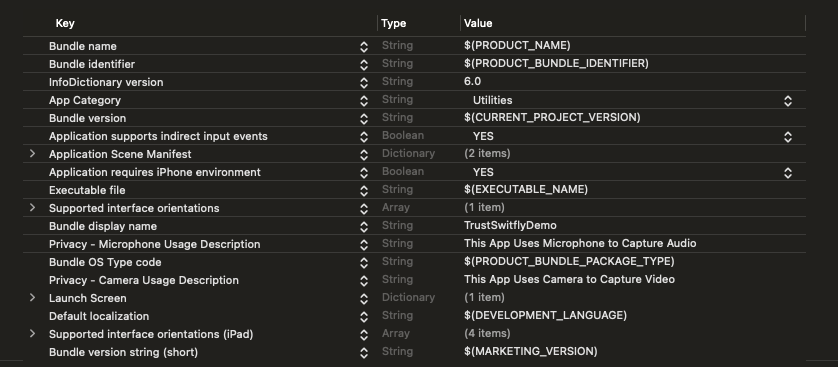 Key Type Value
Bundle name String $(PRODUCT_NAME)
Bundle identifier String $(PRODUCT_BUNDLE_IDENTIFIER)
InfoDictionary version String 6.0
App Category String Utilities
Bundle version String $(CURRENT_PROJECT_VERSION)
Application supports indirect input events Boolean YES
Application Scene Manifest Dictionary (2 items)
Application requires iPhone environment Boolean YES
Executable file String $(EXECUTABLE_NAME)
Supported interface orientations Array (1 item)
Bundle display name String TrustSwitflyDemo
Privacy - Microphone Usage Description String This App Uses Microphone to Capture Audio
Bundle OS Type code String $(PRODUCT_BUNDLE_PACKAGE_TYPE)
Privacy - Camera Usage Description String This App Uses Camera to Capture Video
Launch Screen Dictionary (1 item)
Default localization String $(DEVELOPMENT_LANGUAGE)
Supported interface orientations (iPad) Array (4 items)
Bundle version string (short) String $(MARKETING_VERSION)